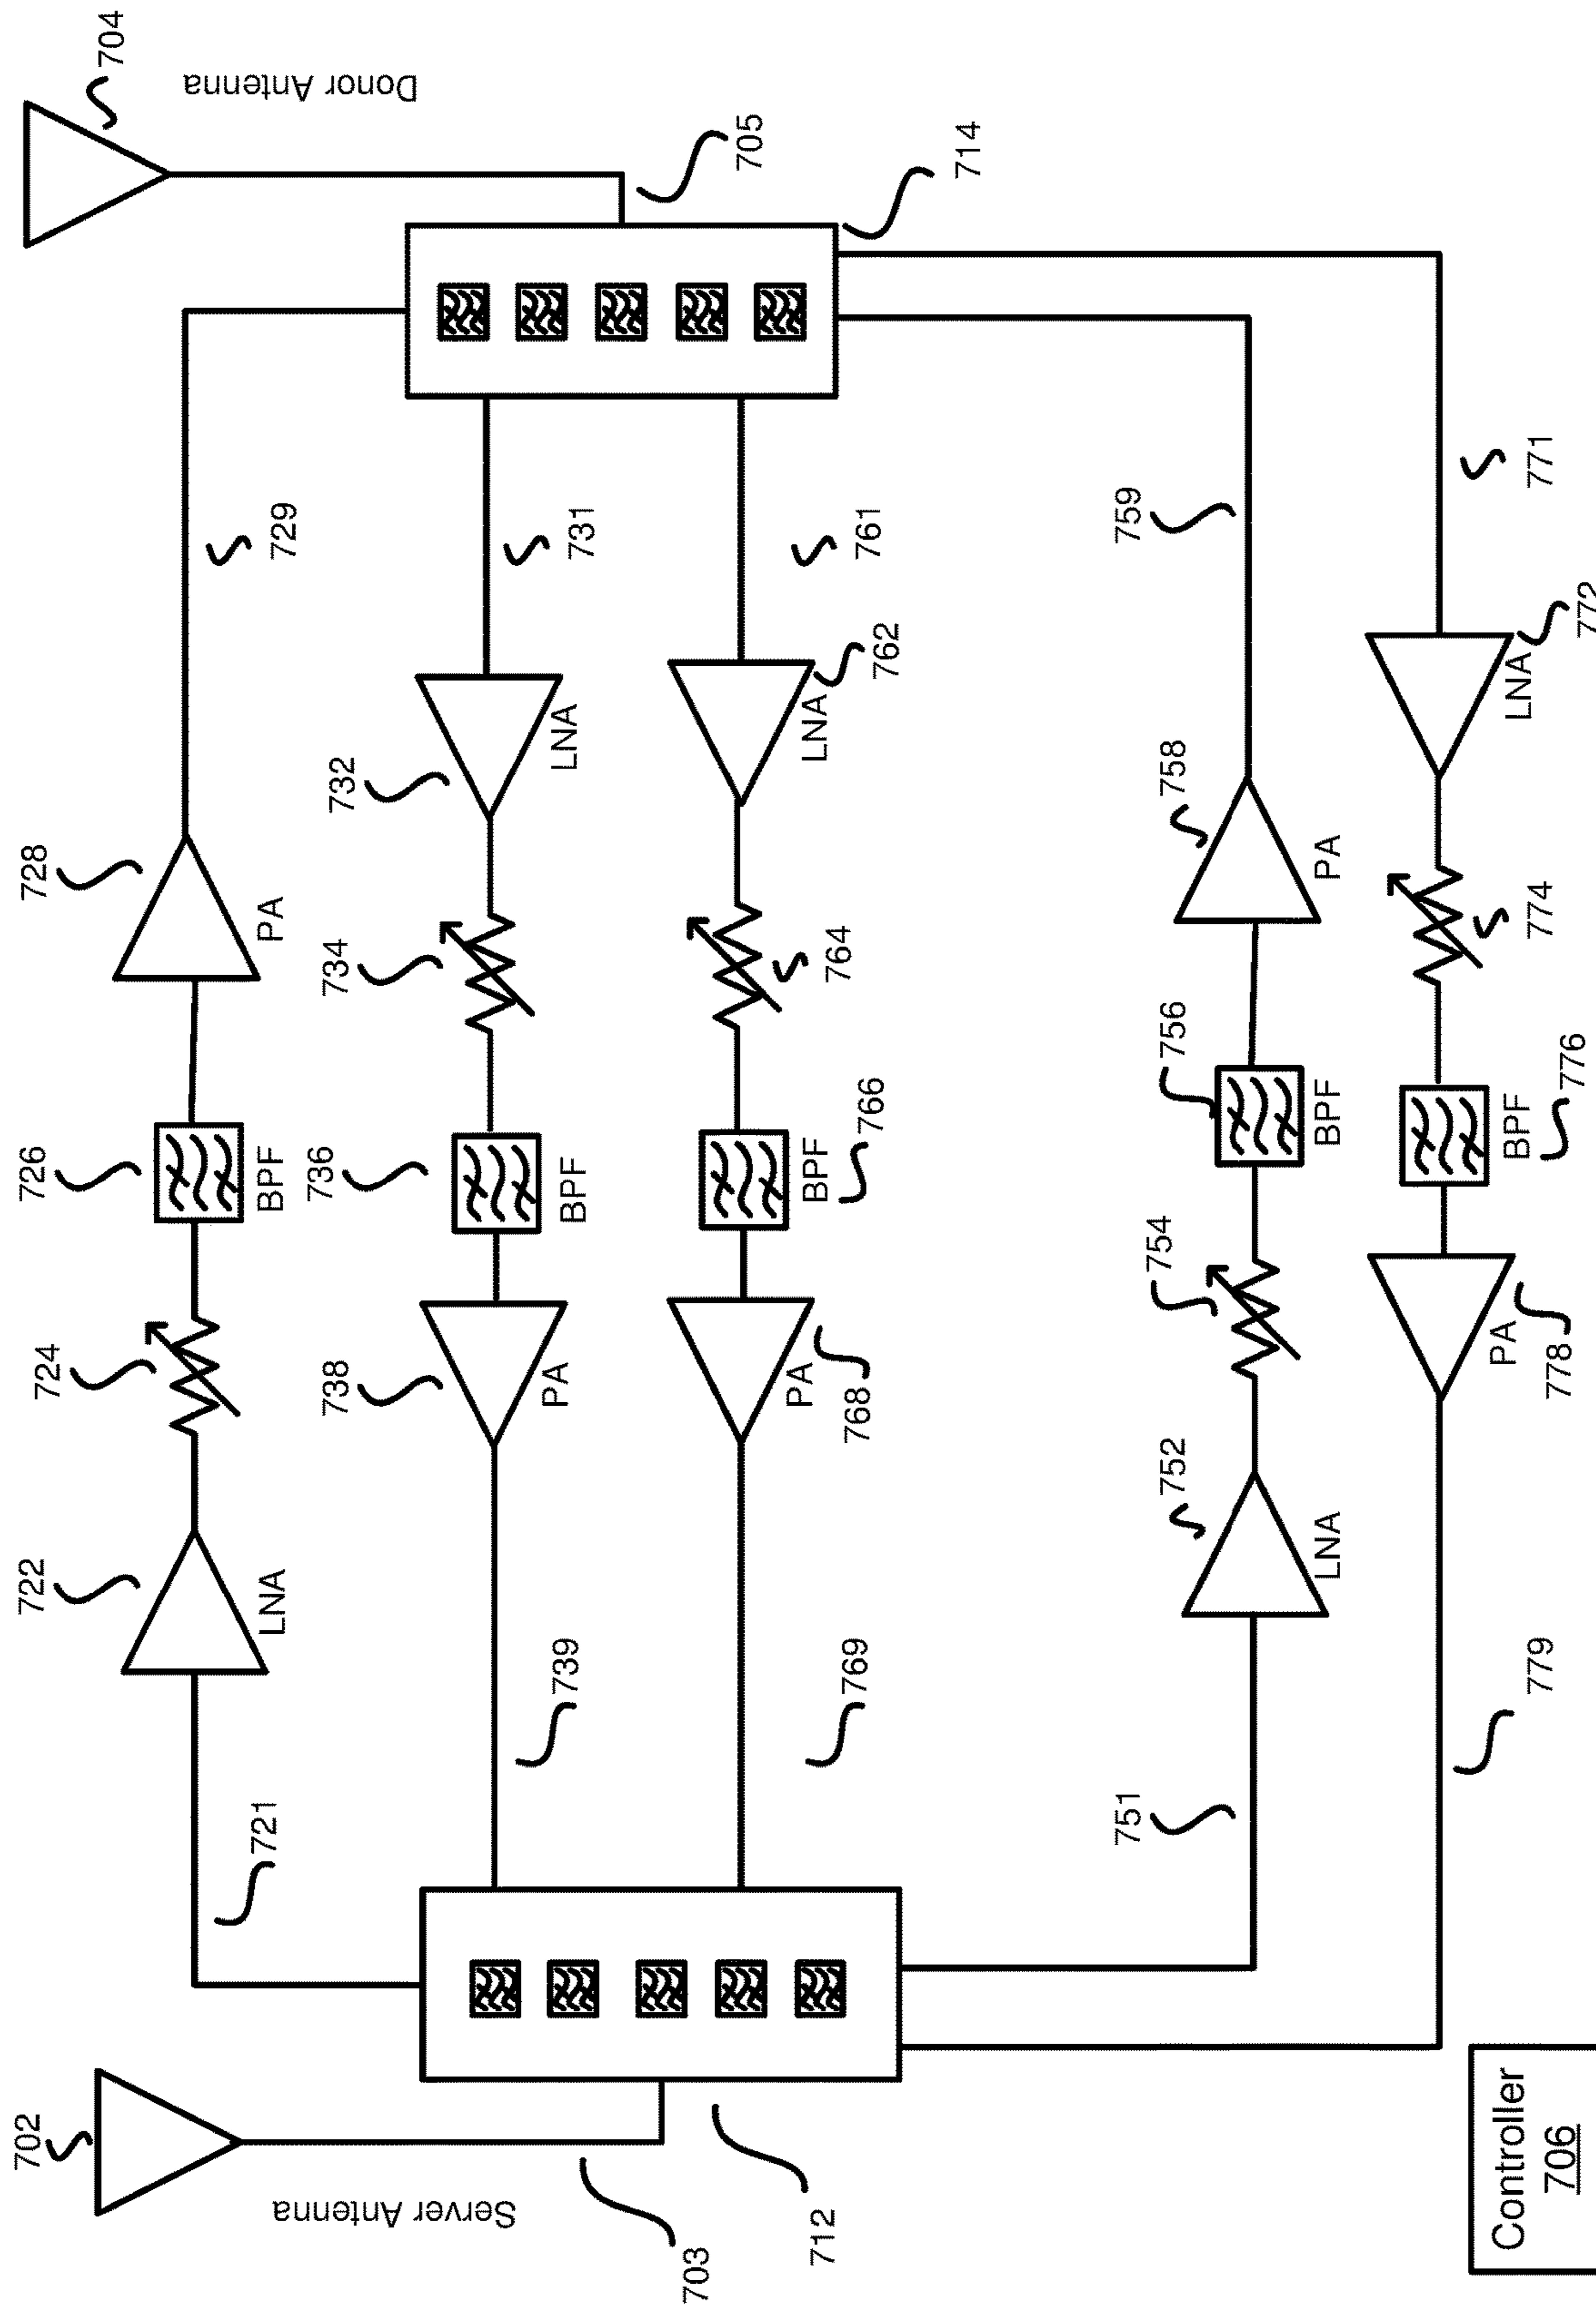 702
722
724
726
728
704
Server Antenna
721
LNA
BPF
PA
729
Donor Antenna
738
736
734
732
739
PA
BPF
LNA
731
703
705
712
769
PA
768
BPF
766
764
LNA
762
761
714
751
752
754
756
758
759
LNA
BPF
PA
Controller
706
779
PA
778
BPF
776
774
LNA
772
771